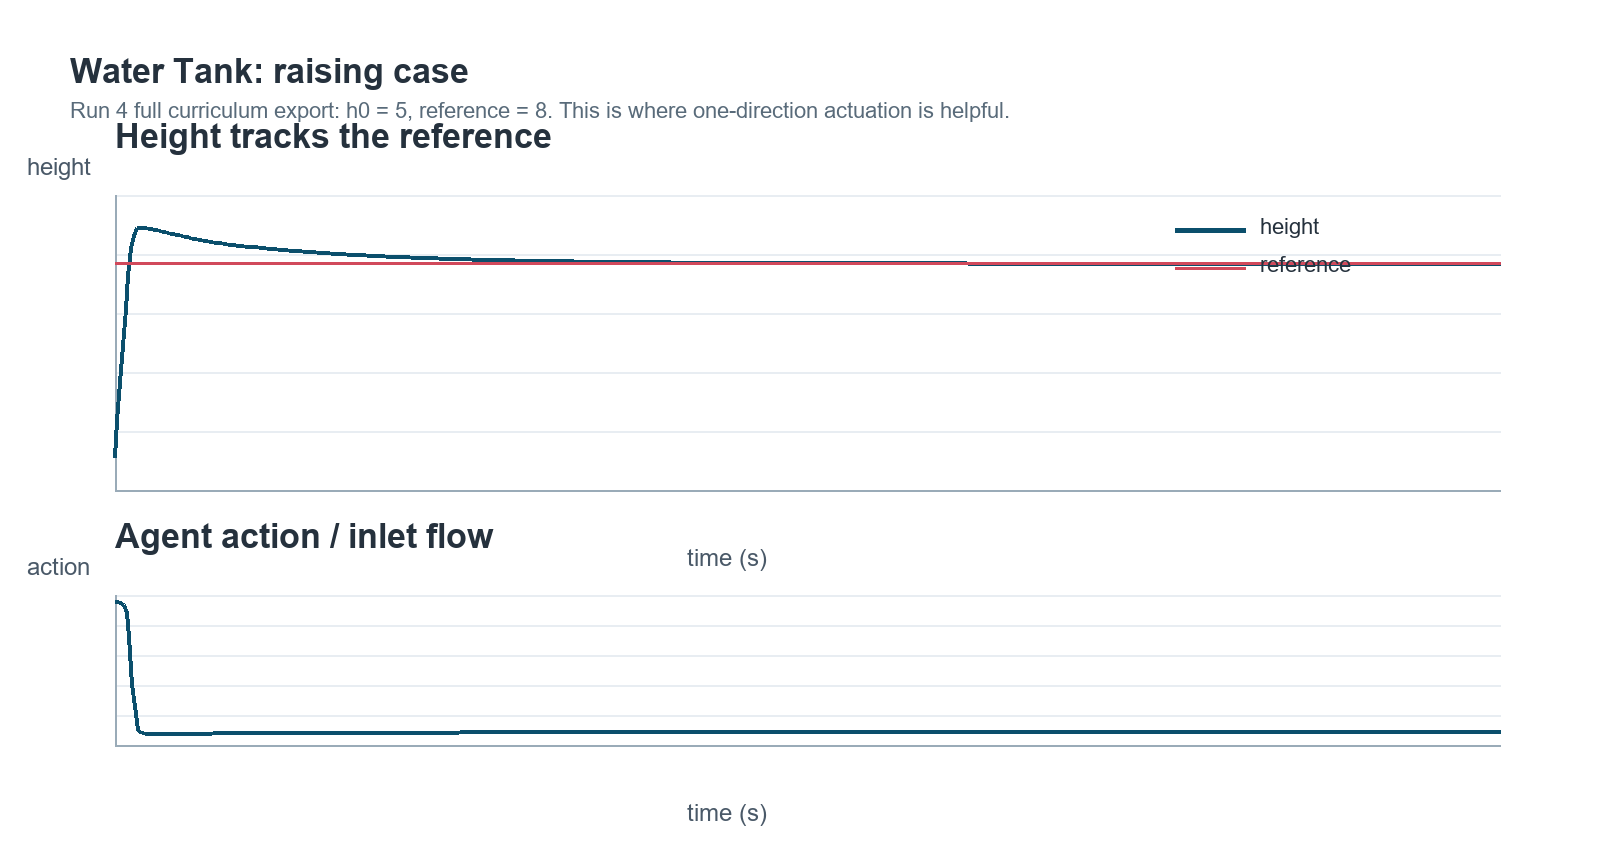 Water Tank: raising case
Run 4 full curriculum export: h0 = 5, reference = 8. This is where one-direction actuation is helpful.
Height tracks the reference
height
height
reference
Agent action / inlet flow
time (s)
action
time (s)